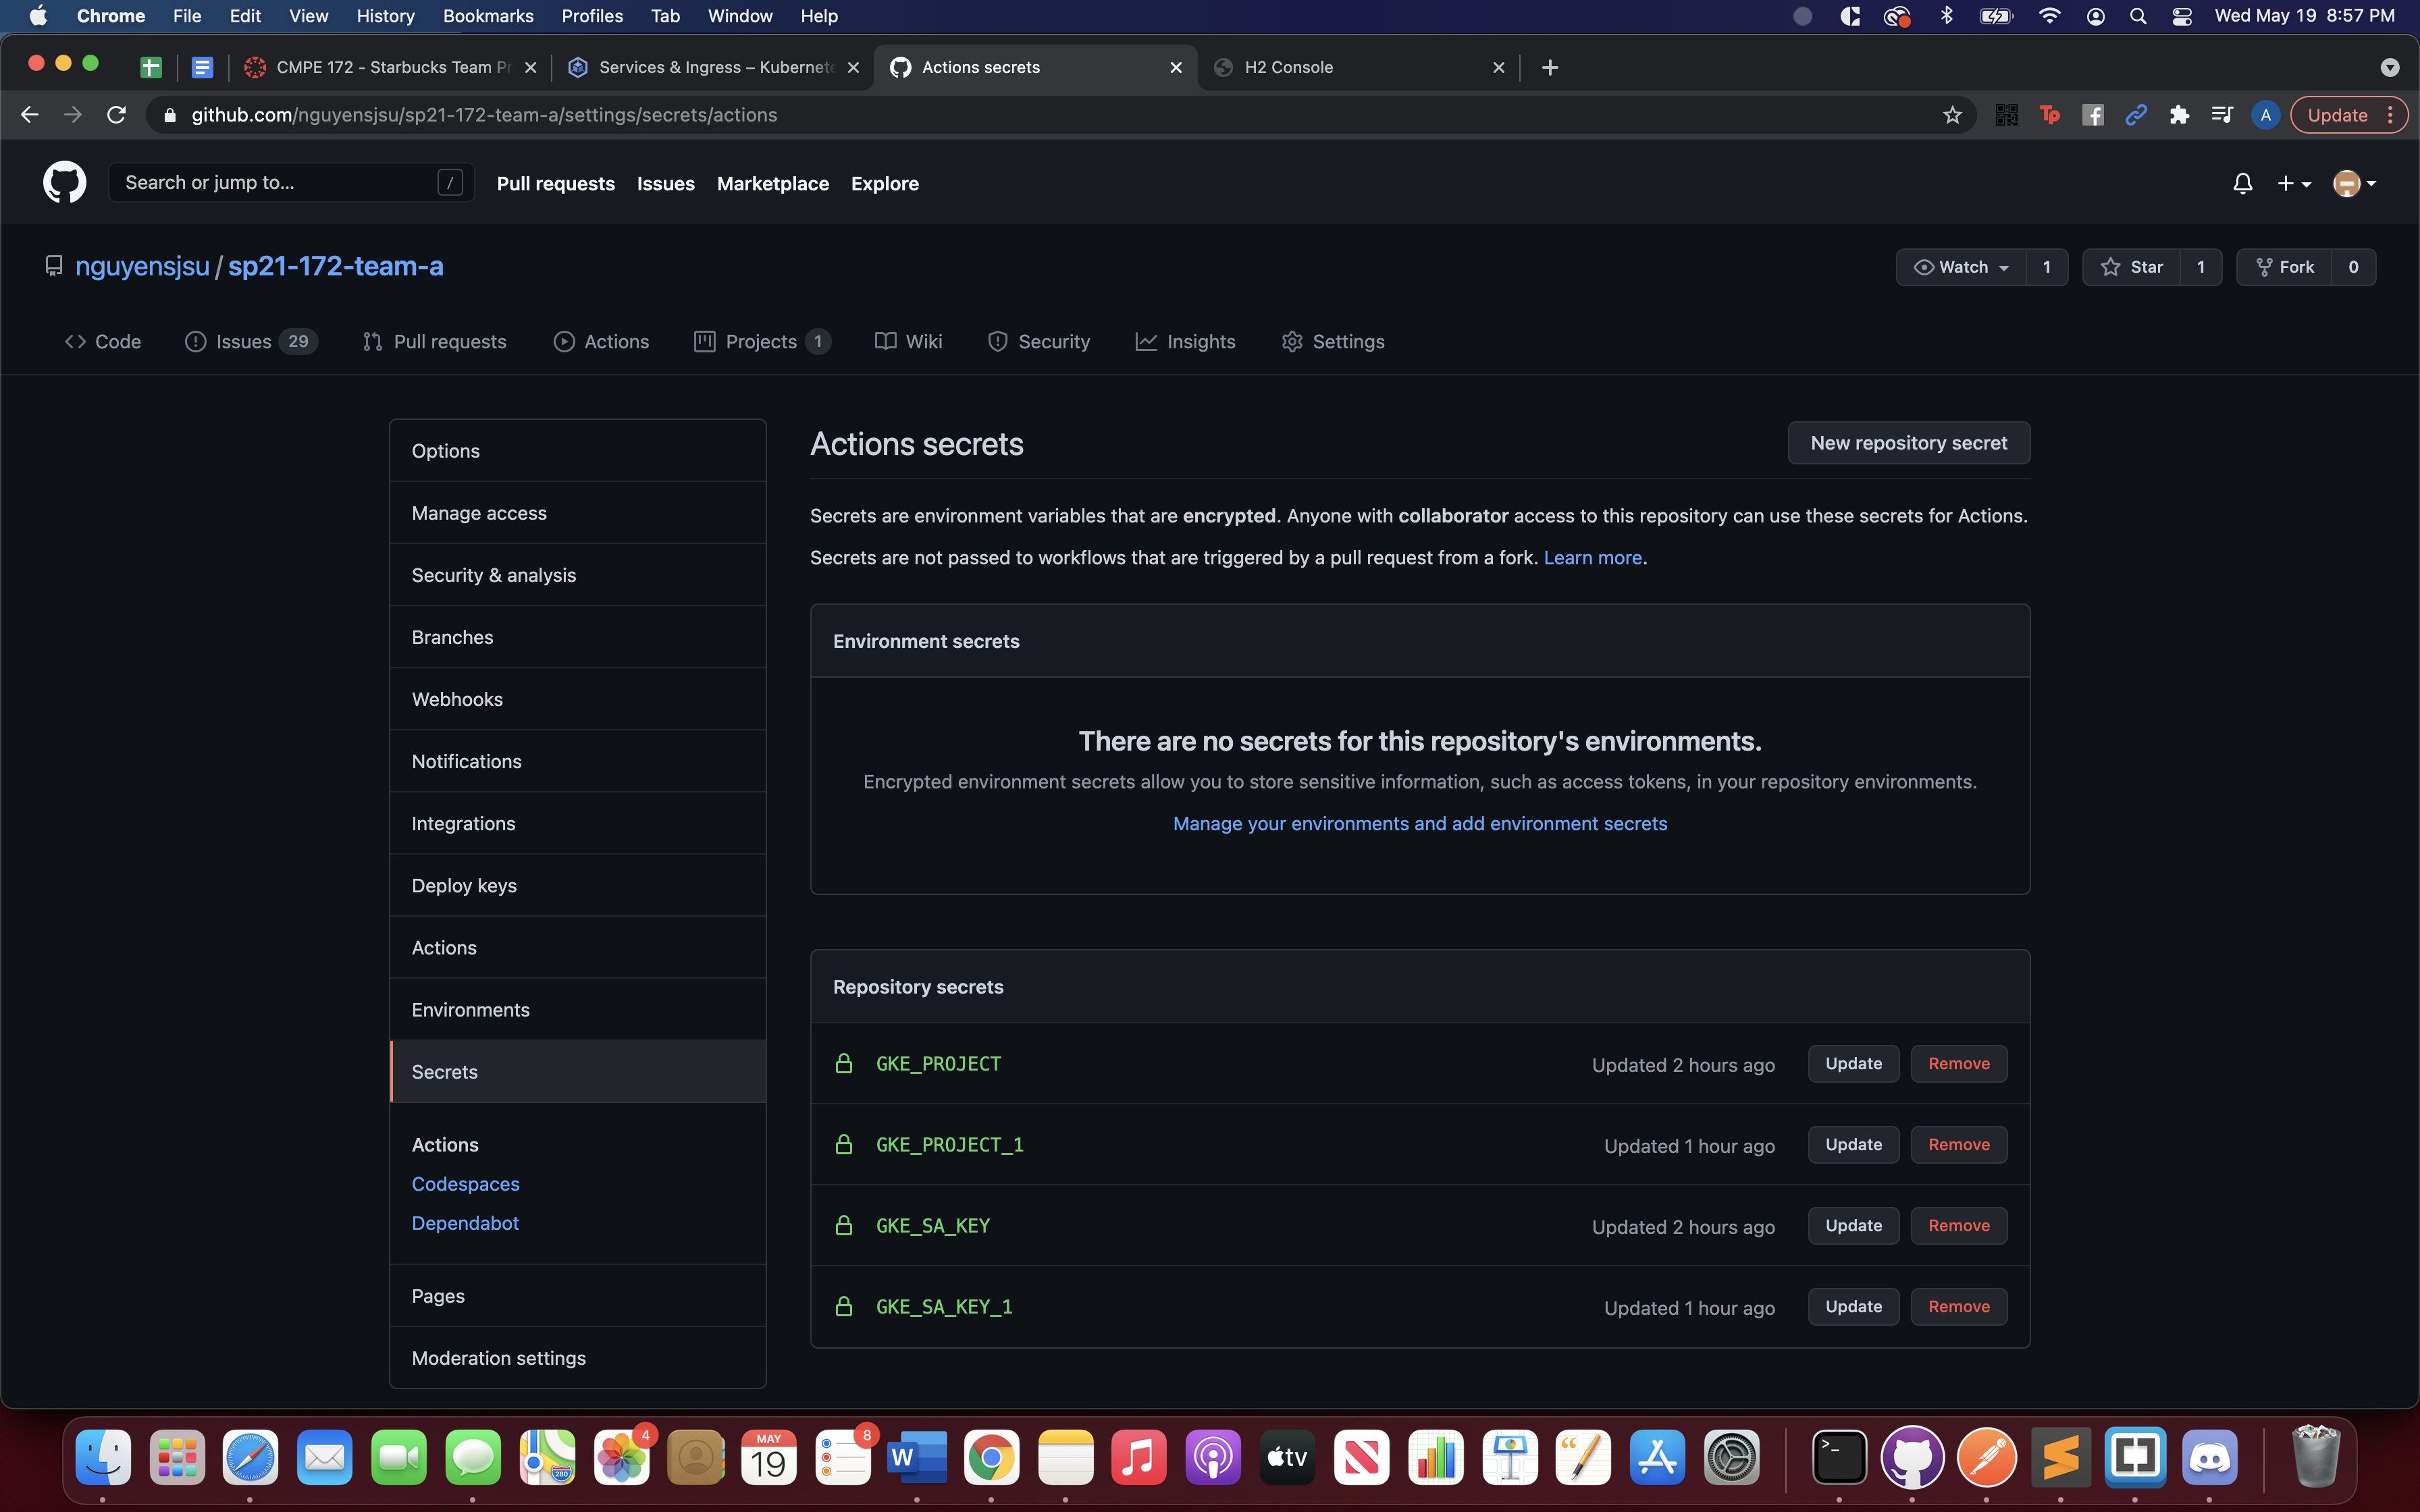 Chrome File Edit View History Bookmarks Profiles Tab Window Help Wed May 19 8:57 PM
CMPE 172 - Starbucks Team Pr Services & Ingress – Kubernete Actions secrets H2 Console
github.com/nguyensjsu/sp21-172-team-a/settings/secrets/actions Tp f A Update
Search or jump to... / Pull requests Issues Marketplace Explore
nguyensjsu / sp21-172-team-a Watch 1 Star 1 Fork 0
Code Issues 29 Pull requests Actions Projects 1 Wiki Security Insights Settings
Options
Manage access
Security & analysis
Branches
Webhooks
Notifications
Integrations
Deploy keys
Actions
Environments
Secrets
Actions
Codespaces
Dependabot
Pages
Moderation settings
Actions secrets New repository secret
Secrets are environment variables that are encrypted. Anyone with collaborator access to this repository can use these secrets for Actions.
Secrets are not passed to workflows that are triggered by a pull request from a fork. Learn more.
Environment secrets
There are no secrets for this repository's environments.
Encrypted environment secrets allow you to store sensitive information, such as access tokens, in your repository environments.
Manage your environments and add environment secrets
Repository secrets
GKE_PROJECT Updated 2 hours ago Update Remove
GKE_PROJECT_1 Updated 1 hour ago Update Remove
GKE_SA_KEY Updated 2 hours ago Update Remove
GKE_SA_KEY_1 Updated 1 hour ago Update Remove
280 4 MAY 19 8 W tv >_